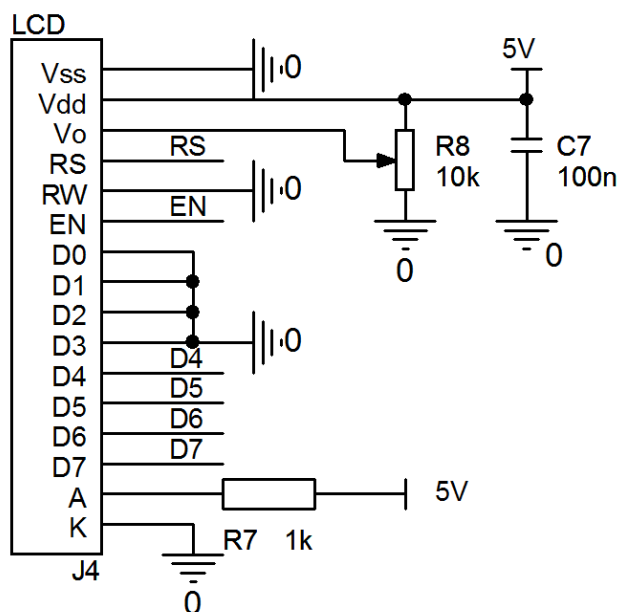 LCD
5V
Vss
0
Vdd
Vo
RS
RS
R8
10k
C7
100n
RW
0
EN
EN
0
0
D0
D1
D2
D3
0
D4
D4
D5
D5
D6
D6
D7
D7
A
5V
K
R7 1k
J4
0